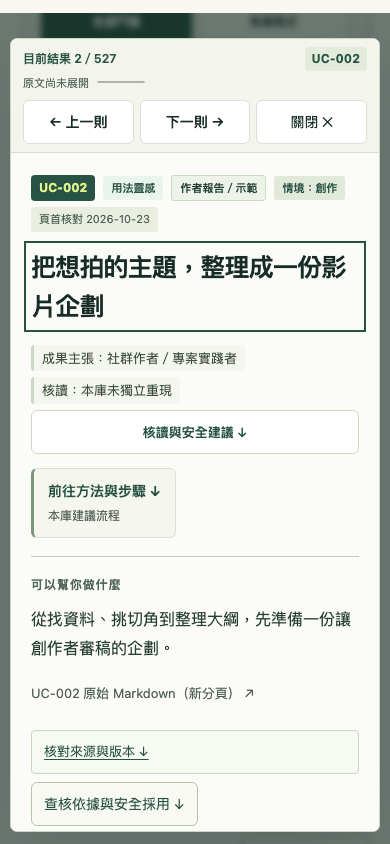 目前結果 2 / 527
UC-002
原文尚未展開
← 上一則
下一則 →
關閉 ✕
UC-002
用法靈感
作者報告 / 示範
情境：創作
頁首核對 2026-10-23
把想拍的主題，整理成一份影
片企劃
成果主張：社群作者 / 專案實踐者
核讀：本庫未獨立重現
核讀與安全建議 ↓
前往方法與步驟 ↓
本庫建議流程
可以幫你做什麼
從找資料、挑切角到整理大綱，先準備一份讓
創作者審稿的企劃。
UC-002 原始 Markdown（新分頁） ↗
核對來源與版本 ↓
查核依據與安全採用 ↓